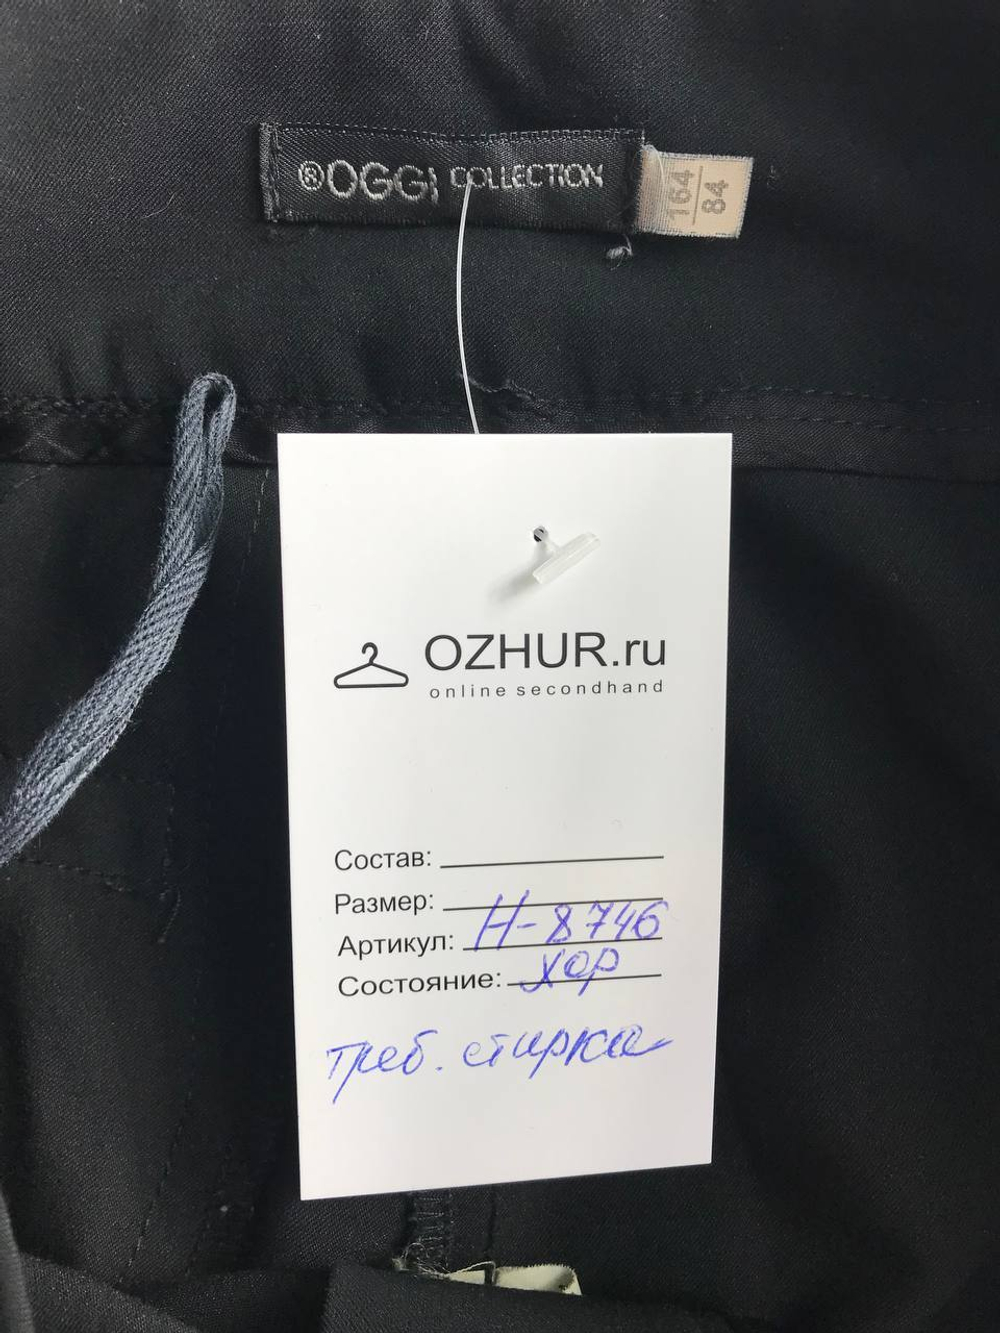 ®OGGI COLLECTION
164
84
OZHUR.ru
online secondhand
Состав:
Размер:
Артикул: Н-8746
Состояние: хор
треб. стирка